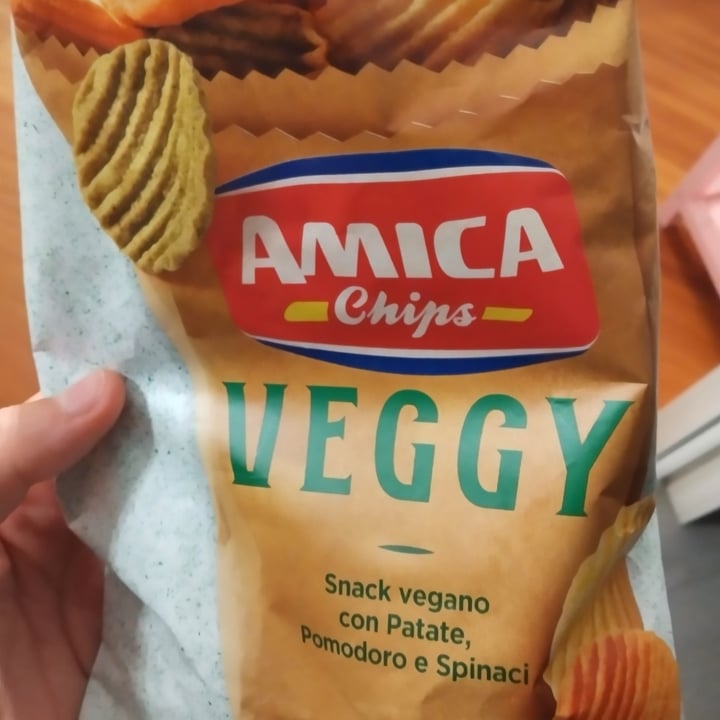 AMICA
Chips
VEGGY
Snack vegano
con Patate,
Pomodoro e Spinaci